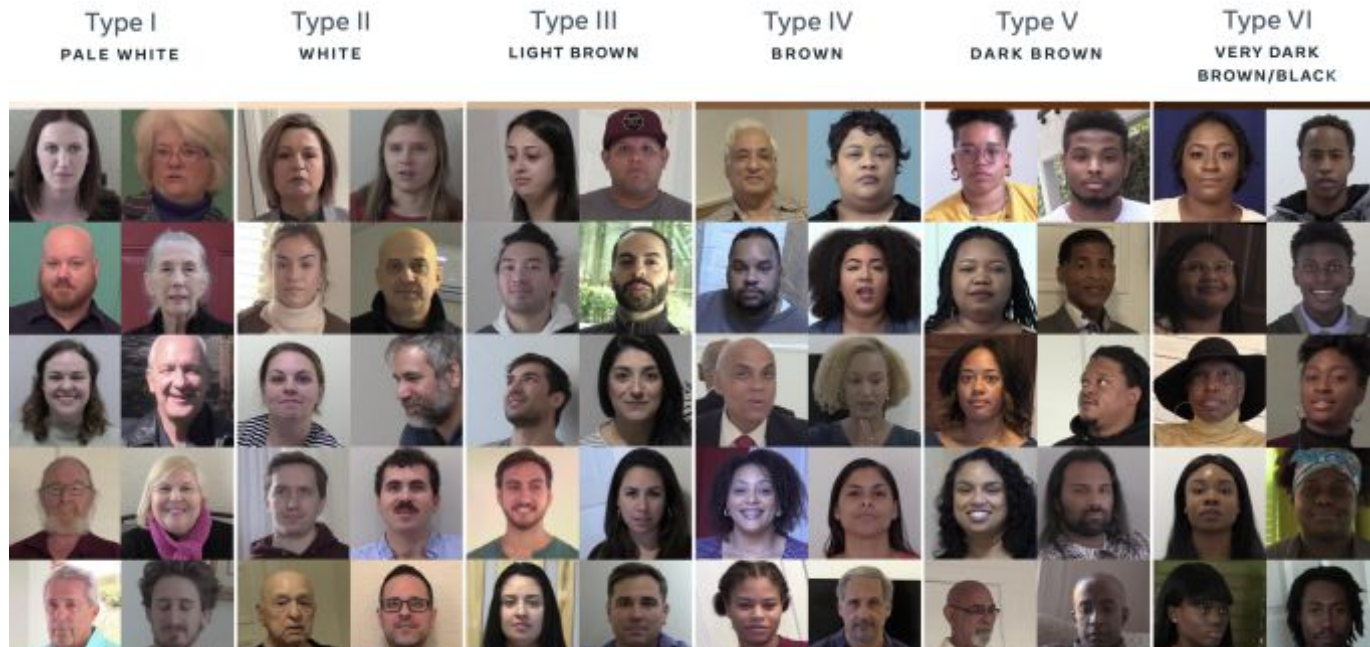 Type I
PALE WHITE
Type II
WHITE
Type III
LIGHT BROWN
Type IV
BROWN
Type V
DARK BROWN
Type VI
VERY DARK
BROWN/BLACK